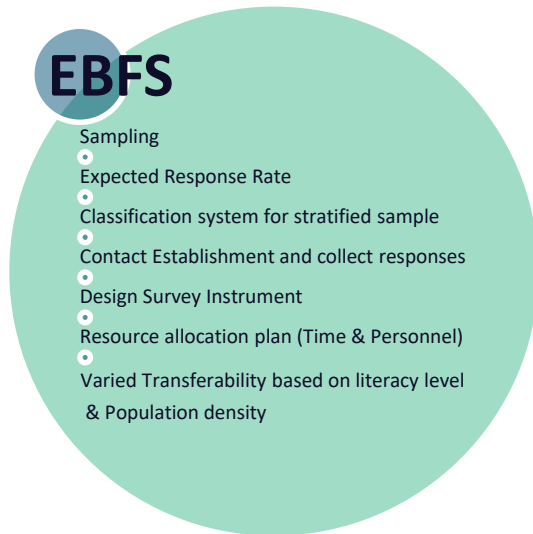 EBFS
Sampling
Expected Response Rate
Classification system for stratified sample
Contact Establishment and collect responses
Design Survey Instrument
Resource allocation plan (Time & Personnel)
Varied Transferability based on literacy level
& Population density